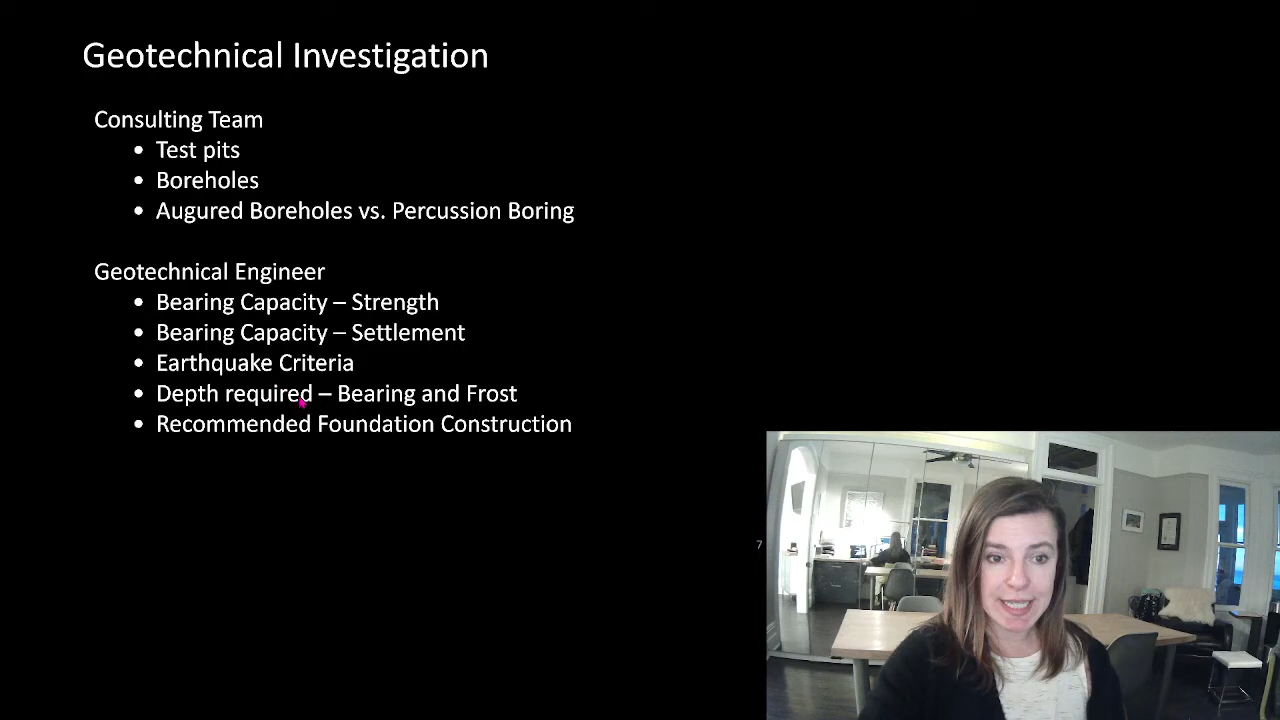 Geotechnical Investigation
Consulting Team
• Test pits
• Boreholes
• Augured Boreholes vs. Percussion Boring
Geotechnical Engineer
• Bearing Capacity – Strength
• Bearing Capacity – Settlement
• Earthquake Criteria
• Depth required – Bearing and Frost
• Recommended Foundation Construction
7